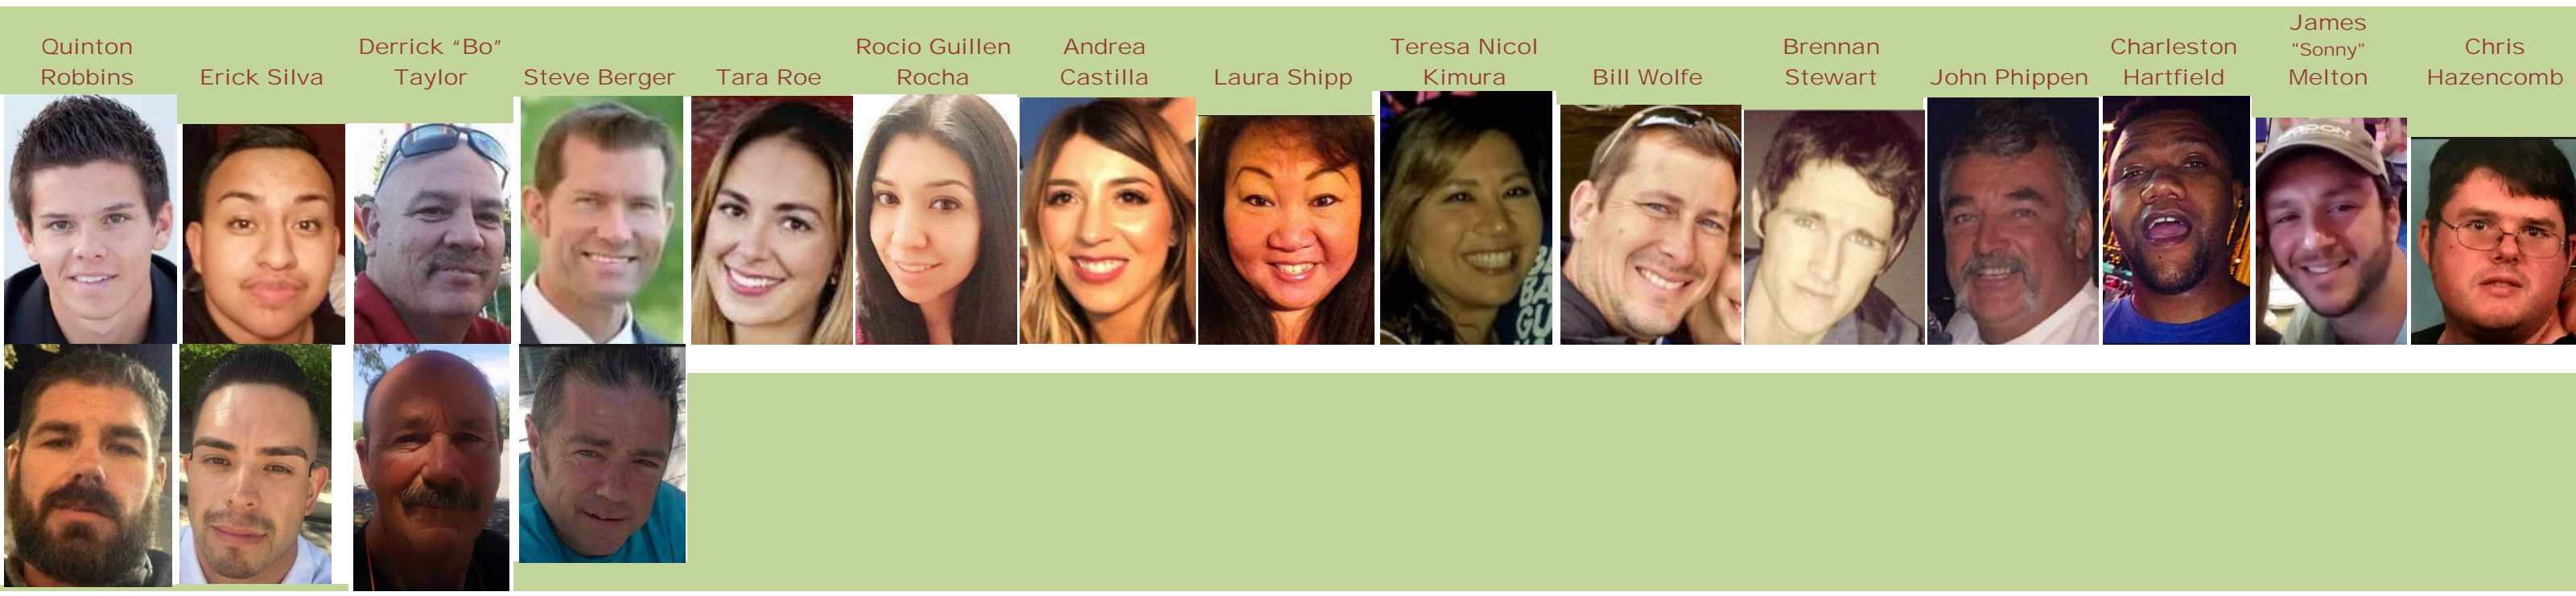 Quinton
Robbins
Erick Silva
Derrick “Bo”
Taylor
Steve Berger
Tara Roe
Rocio Guillen
Rocha
Andrea
Castilla
Laura Shipp
Teresa Nicol
Kimura
Bill Wolfe
Brennan
Stewart
John Phippen
Charleston
Hartfield
James
"Sonny"
Melton
Chris
Hazencomb